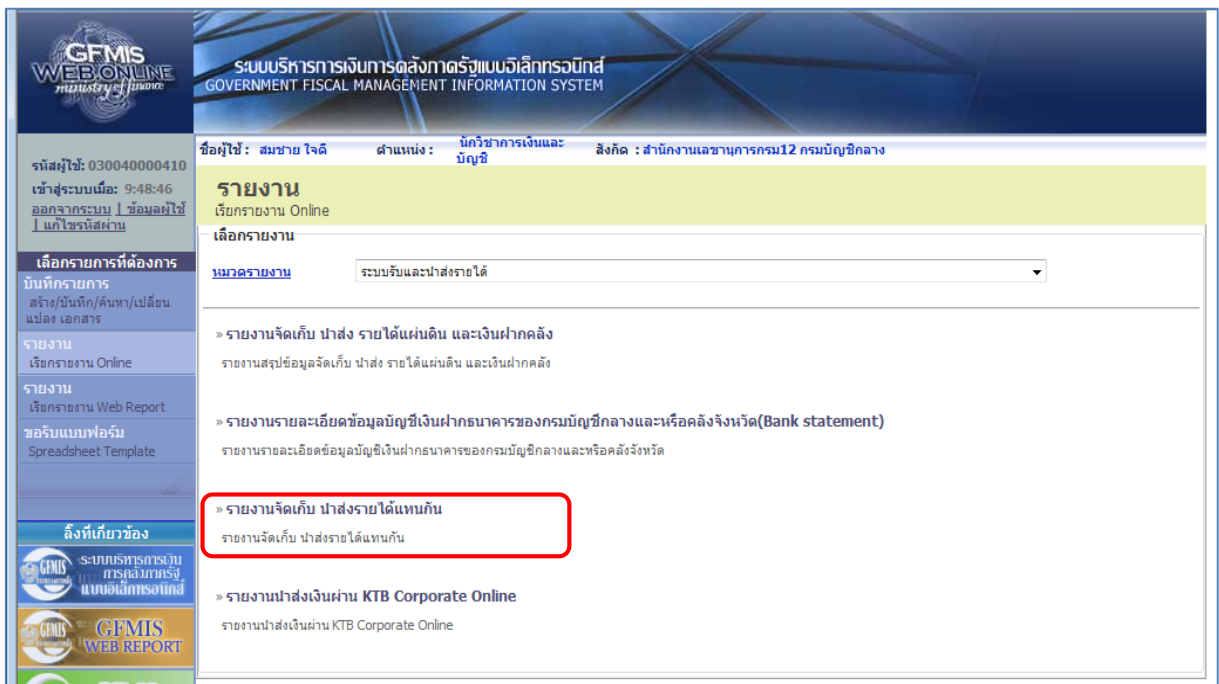 GFMIS
WEB ONLINE
ministry of finance
ระบบบริหารการเงินการคลังภาครัฐแบบอิเล็กทรอนิกส์
GOVERNMENT FISCAL MANAGEMENT INFORMATION SYSTEM
ชื่อผู้ใช้ : สมชาย ใจดี ตำแหน่ง : นักวิชาการเงินและบัญชี สังกัด : สำนักงานเลขานุการกรม12 กรมบัญชีกลาง
รหัสผู้ใช้: 030040000410
เข้าสู่ระบบเมื่อ: 9:48:46
ออกจากระบบ | ข้อมูลผู้ใช้
| แก้ไขรหัสผ่าน
เลือกรายการที่ต้องการ
บันทึกรายการ
สร้าง/บันทึก/ค้นหา/เปลี่ยน
แปลง เอกสาร
รายงาน
เรียกรายงาน Online
รายงาน
เรียกรายงาน Web Report
ขอรับแบบฟอร์ม
Spreadsheet Template
ลิ้งที่เกี่ยวข้อง
GFMIS ระบบบริหารการเงิน
การคลังภาครัฐ
แบบอิเล็กทรอนิกส์
GFMIS GFMIS
WEB REPORT
รายงาน
เรียกรายงาน Online
เลือกรายงาน
หมวดรายงาน ระบบรับและนำส่งรายได้
» รายงานจัดเก็บ นำส่ง รายได้แผ่นดิน และเงินฝากคลัง
รายงานสรุปข้อมูลจัดเก็บ นำส่ง รายได้แผ่นดิน และเงินฝากคลัง
» รายงานรายละเอียดข้อมูลบัญชีเงินฝากธนาคารของกรมบัญชีกลางและหรือคลังจังหวัด(Bank statement)
รายงานรายละเอียดข้อมูลบัญชีเงินฝากธนาคารของกรมบัญชีกลางและหรือคลังจังหวัด
» รายงานจัดเก็บ นำส่งรายได้แทนกัน
รายงานจัดเก็บ นำส่งรายได้แทนกัน
» รายงานนำส่งเงินผ่าน KTB Corporate Online
รายงานนำส่งเงินผ่าน KTB Corporate Online